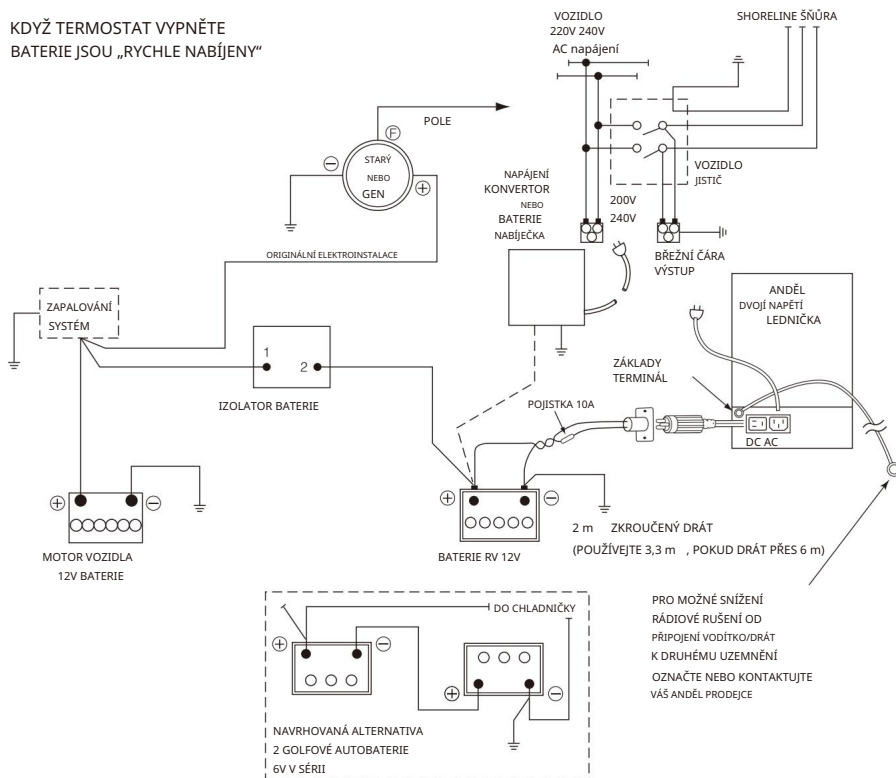 KDYŽ TERMOSTAT VYPNĚTE
BATERIE JSOU „RYCHLE NABÍJENY“
VOZIDLO
220V 240V
AC napájení
SHORELINE ŠŇŮRA
POLE
F
STARÝ
NEBO
GEN
ORIGINÁLNÍ ELEKTROINSTALACE
NAPÁJENÍ
KONVERTOR
NEBO
BATERIE
NABÍJEČKA
VOZIDLO
JISTIČ
200V
240V
BŘEŽNÍ ČÁRA
VÝSTUP
ZAPALOVÁNÍ
SYSTÉM
1
2
IZOLATOR BATERIE
ANDĚL
DVOJÍ NAPĚTÍ
LEDNIČKA
ZÁKLADY
TERMINÁL
POJISTKA 10A
DC AC
MOTOR VOZIDLA
12V BATERIE
BATERIE RV 12V
2 m ZKROUČENÝ DRÁT
(POUŽÍVEJTE 3,3 m , POKUD DRÁT PŘES 6 m)
DO CHLADNIČKY
NAVRHOVANÁ ALTERNATIVA
2 GOLFOVÉ AUTOBATERIE
6V V SÉRII
PRO MOŽNÉ SNÍŽENÍ
RÁDIOVÉ RUŠENÍ OD
PŘIPOJENÍ VODÍTKO/DRÁT
K DRUHÉMU UZEMNĚNÍ
OZNAČTE NEBO KONTAKTUJTE
VÁŠ ANDĚL PRODEJCE